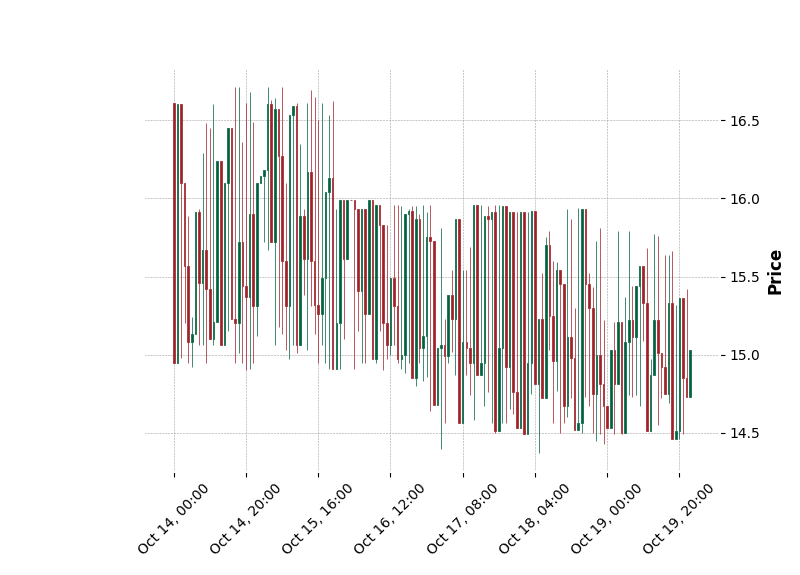 16.5
16.0
15.5
15.0
14.5
Price
Oct 14, 00:00
Oct 14, 20:00
Oct 15, 16:00
Oct 16, 12:00
Oct 17, 08:00
Oct 18, 04:00
Oct 19, 00:00
Oct 19, 20:00